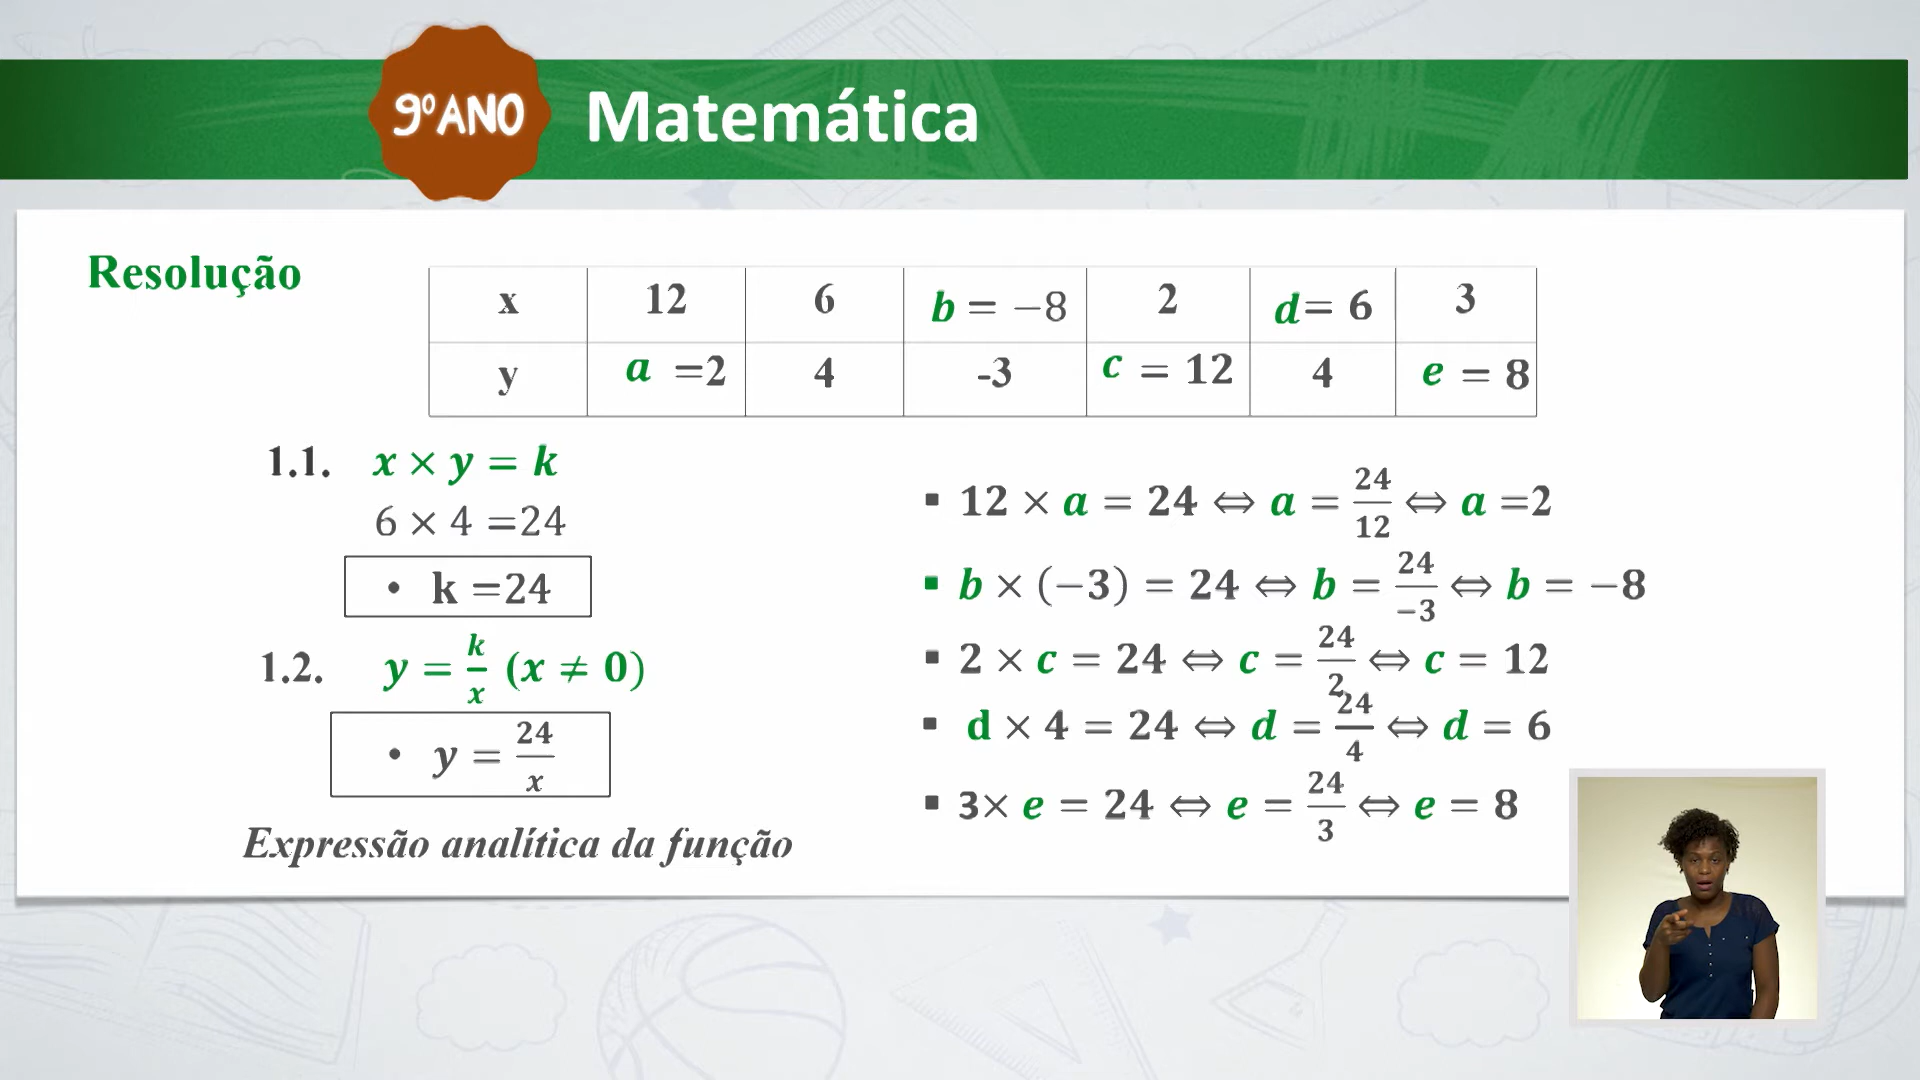 9º ANO Matemática
Resolução
x 12 6 b = −8 2 d= 6 3
y a =2 4 -3 c = 12 4 e = 8
1.1. x × y = k
6 × 4 =24
• k =24
1.2. y = k/x (x ≠ 0)
• y = 24/x
Expressão analítica da função
▪ 12 × a = 24 ⇔ a = 24/12 ⇔ a =2
▪ b × (−3) = 24 ⇔ b = 24/−3 ⇔ b = −8
▪ 2 × c = 24 ⇔ c = 24/2 ⇔ c = 12
▪ d × 4 = 24 ⇔ d = 24/4 ⇔ d = 6
▪ 3× e = 24 ⇔ e = 24/3 ⇔ e = 8